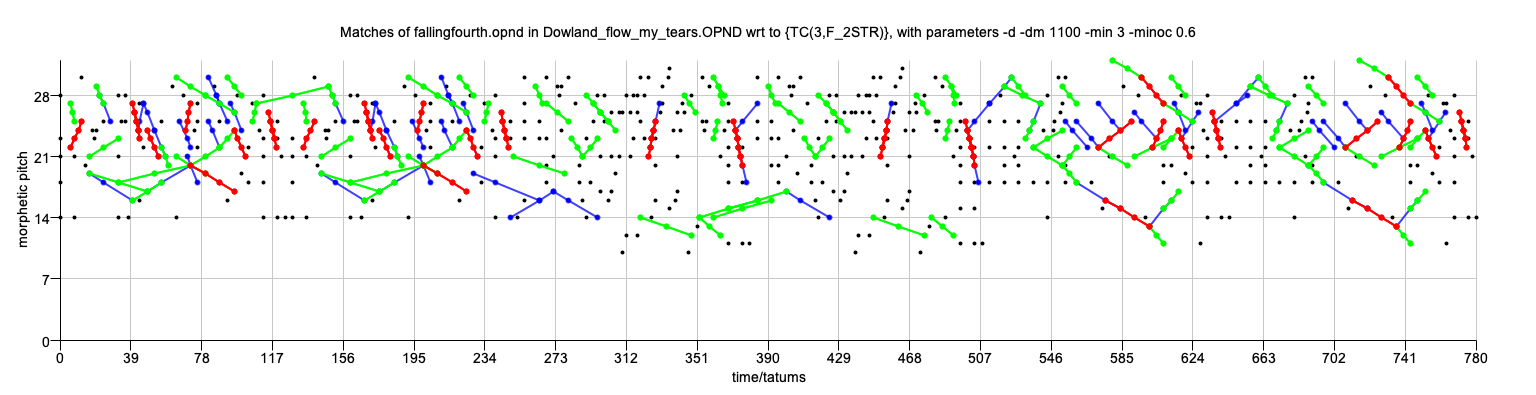 Matches of fallingfourth.opnd in Dowland_flow_my_tears.OPND wrt to {TC(3,F_2STR)}, with parameters -d -dm 1100 -min 3 -minoc 0.6
morphetic pitch
28
21
14
7
0
0 39 78 117 156 195 234 273 312 351 390 429 468 507 546 585 624 663 702 741 780
time/tatums